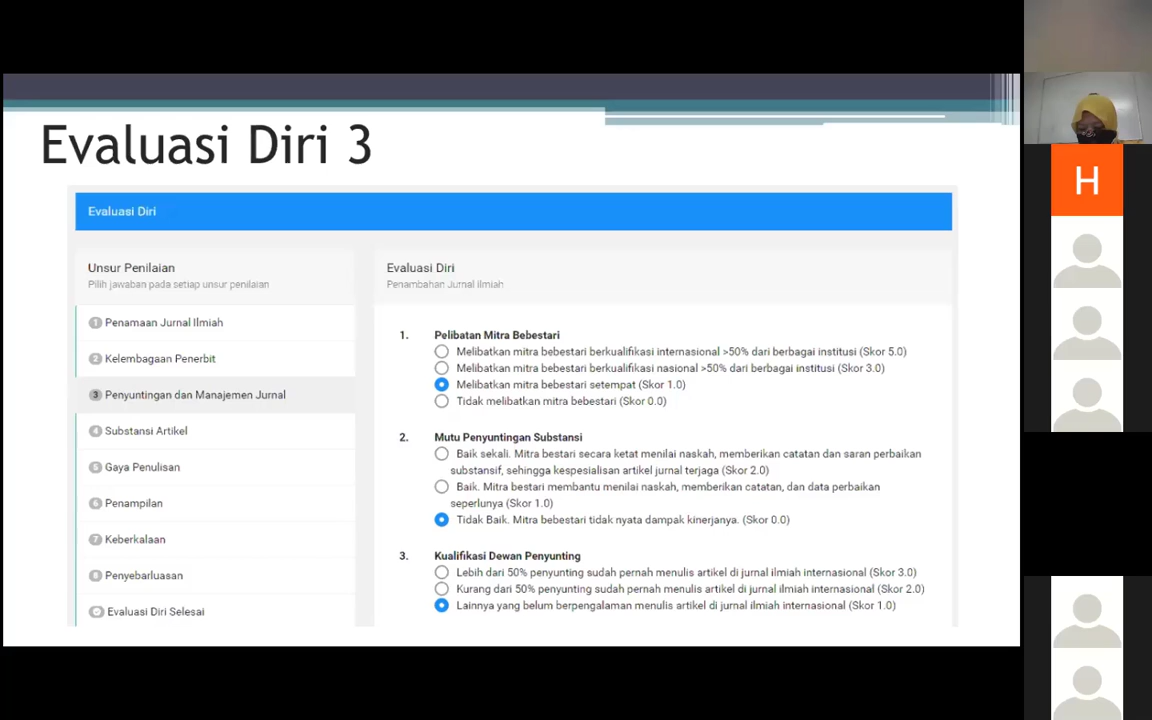 Evaluasi Diri 3
Evaluasi Diri
Unsur Penilaian
Pilih jawaban pada setiap unsur penilaian
1 Penamaan Jurnal Ilmiah
2 Kelembagaan Penerbit
3 Penyuntingan dan Manajemen Jurnal
4 Substansi Artikel
5 Gaya Penulisan
6 Penampilan
7 Keberkalaan
8 Penyebarluasan
Evaluasi Diri Selesai
Evaluasi Diri
Penambahan Jurnal Ilmiah
1. Pelibatan Mitra Bebestari
Melibatkan mitra bebestari berkualifikasi internasional >50% dari berbagai institusi (Skor 5.0)
Melibatkan mitra bebestari berkualifikasi nasional >50% dari berbagai institusi (Skor 3.0)
Melibatkan mitra bebestari setempat (Skor 1.0)
Tidak melibatkan mitra bebestari (Skor 0.0)
2. Mutu Penyuntingan Substansi
Baik sekali. Mitra bestari secara ketat menilai naskah, memberikan catatan dan saran perbaikan
substansif, sehingga kespesialisan artikel jurnal terjaga (Skor 2.0)
Baik. Mitra bestari membantu menilai naskah, memberikan catatan, dan data perbaikan
seperlunya (Skor 1.0)
Tidak Baik. Mitra bebestari tidak nyata dampak kinerjanya. (Skor 0.0)
3. Kualifikasi Dewan Penyunting
Lebih dari 50% penyunting sudah pernah menulis artikel di jurnal ilmiah internasional (Skor 3.0)
Kurang dari 50% penyunting sudah pernah menulis artikel di jurnal ilmiah internasional (Skor 2.0)
Lainnya yang belum berpengalaman menulis artikel di jurnal ilmiah internasional (Skor 1.0)
H